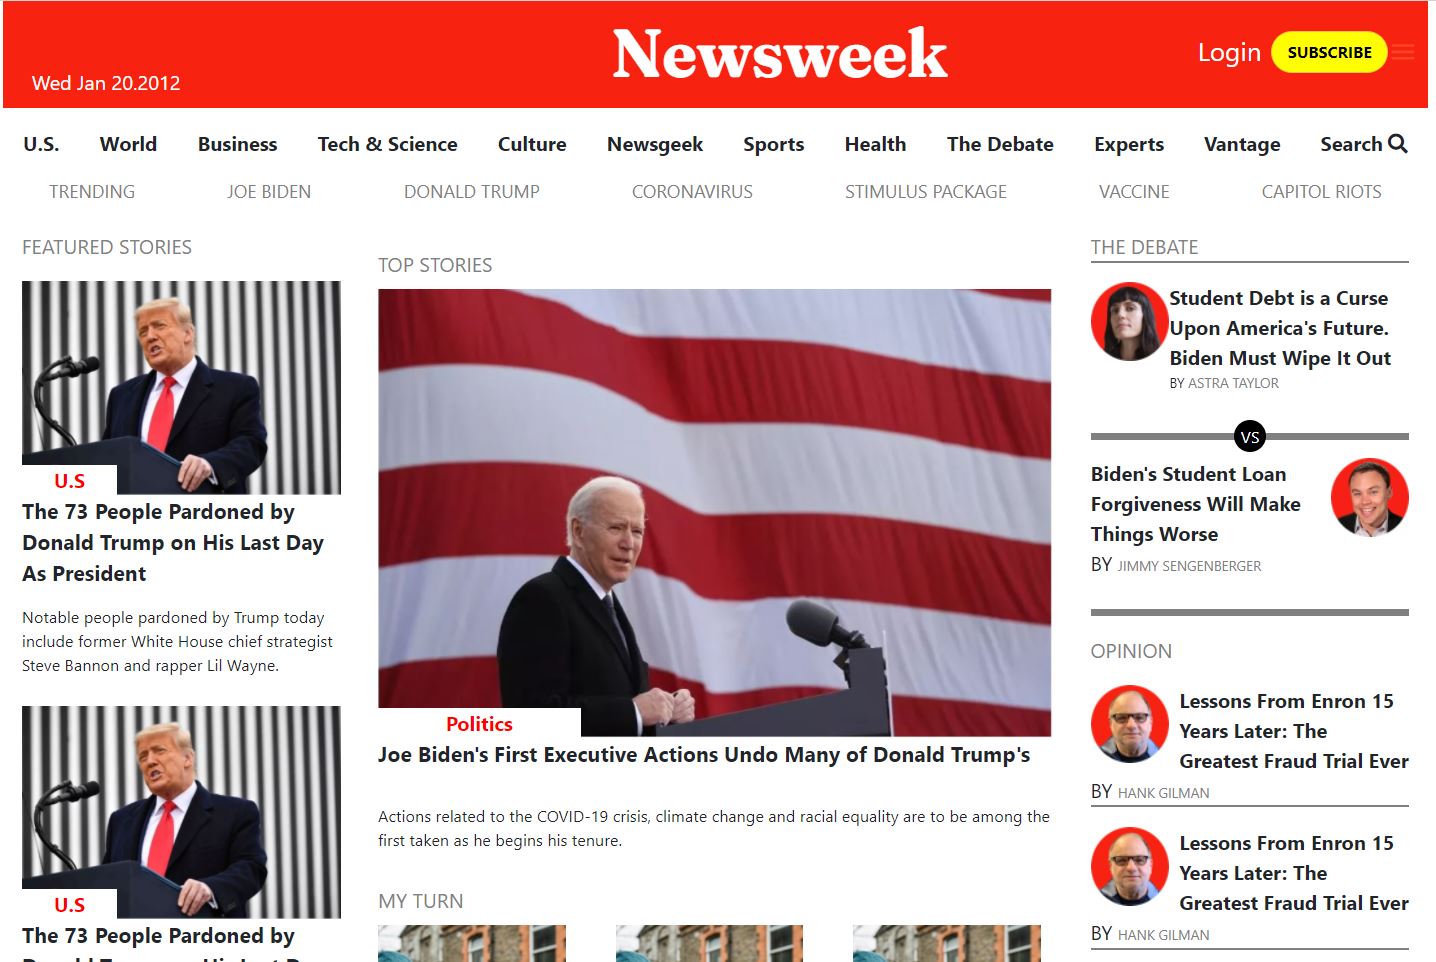 Newsweek
Login
SUBSCRIBE
Wed Jan 20.2012
U.S. World Business Tech & Science Culture Newsgeek Sports Health The Debate Experts Vantage Search
TRENDING JOE BIDEN DONALD TRUMP CORONAVIRUS STIMULUS PACKAGE VACCINE CAPITOL RIOTS
FEATURED STORIES
U.S
The 73 People Pardoned by
Donald Trump on His Last Day
As President
Notable people pardoned by Trump today
include former White House chief strategist
Steve Bannon and rapper Lil Wayne.
U.S
The 73 People Pardoned by
Donald Trump on His Last Day
TOP STORIES
Politics
Joe Biden's First Executive Actions Undo Many of Donald Trump's
Actions related to the COVID-19 crisis, climate change and racial equality are to be among the
first taken as he begins his tenure.
MY TURN
THE DEBATE
Student Debt is a Curse
Upon America's Future.
Biden Must Wipe It Out
BY ASTRA TAYLOR
VS
Biden's Student Loan
Forgiveness Will Make
Things Worse
BY JIMMY SENGENBERGER
OPINION
Lessons From Enron 15
Years Later: The
Greatest Fraud Trial Ever
BY HANK GILMAN
Lessons From Enron 15
Years Later: The
Greatest Fraud Trial Ever
BY HANK GILMAN